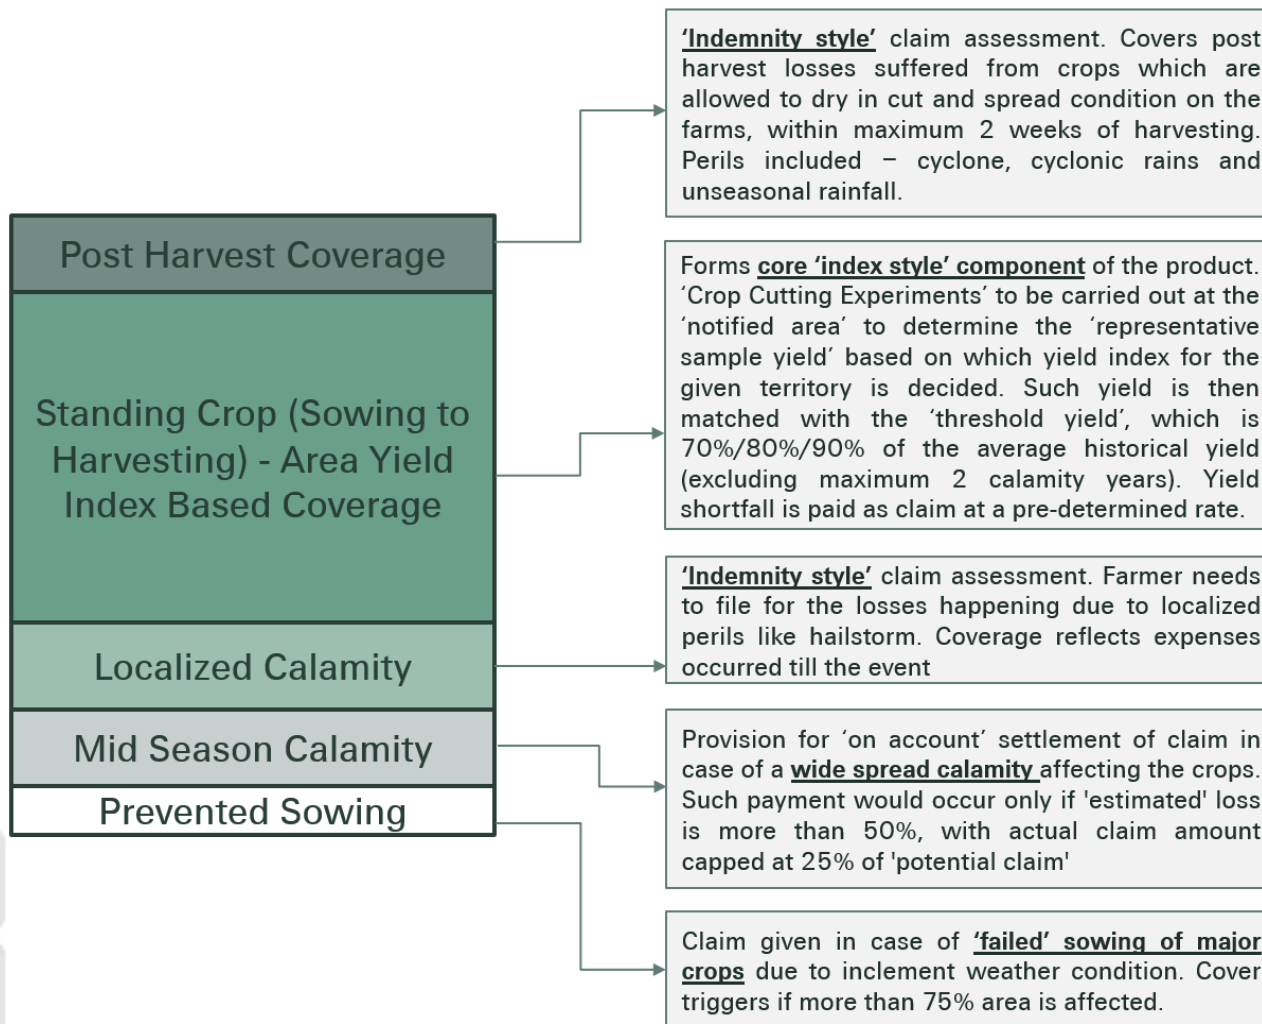 Post Harvest Coverage
Standing Crop (Sowing to
Harvesting) - Area Yield
Index Based Coverage
Localized Calamity
Mid Season Calamity
Prevented Sowing
‘Indemnity style’ claim assessment. Covers post
harvest losses suffered from crops which are
allowed to dry in cut and spread condition on the
farms, within maximum 2 weeks of harvesting.
Perils included – cyclone, cyclonic rains and
unseasonal rainfall.
Forms core ‘index style’ component of the product.
‘Crop Cutting Experiments’ to be carried out at the
‘notified area’ to determine the ‘representative
sample yield’ based on which yield index for the
given territory is decided. Such yield is then
matched with the ‘threshold yield’, which is
70%/80%/90% of the average historical yield
(excluding maximum 2 calamity years). Yield
shortfall is paid as claim at a pre-determined rate.
‘Indemnity style’ claim assessment. Farmer needs
to file for the losses happening due to localized
perils like hailstorm. Coverage reflects expenses
occurred till the event
Provision for ‘on account’ settlement of claim in
case of a wide spread calamity affecting the crops.
Such payment would occur only if 'estimated' loss
is more than 50%, with actual claim amount
capped at 25% of 'potential claim'
Claim given in case of ‘failed’ sowing of major
crops due to inclement weather condition. Cover
triggers if more than 75% area is affected.